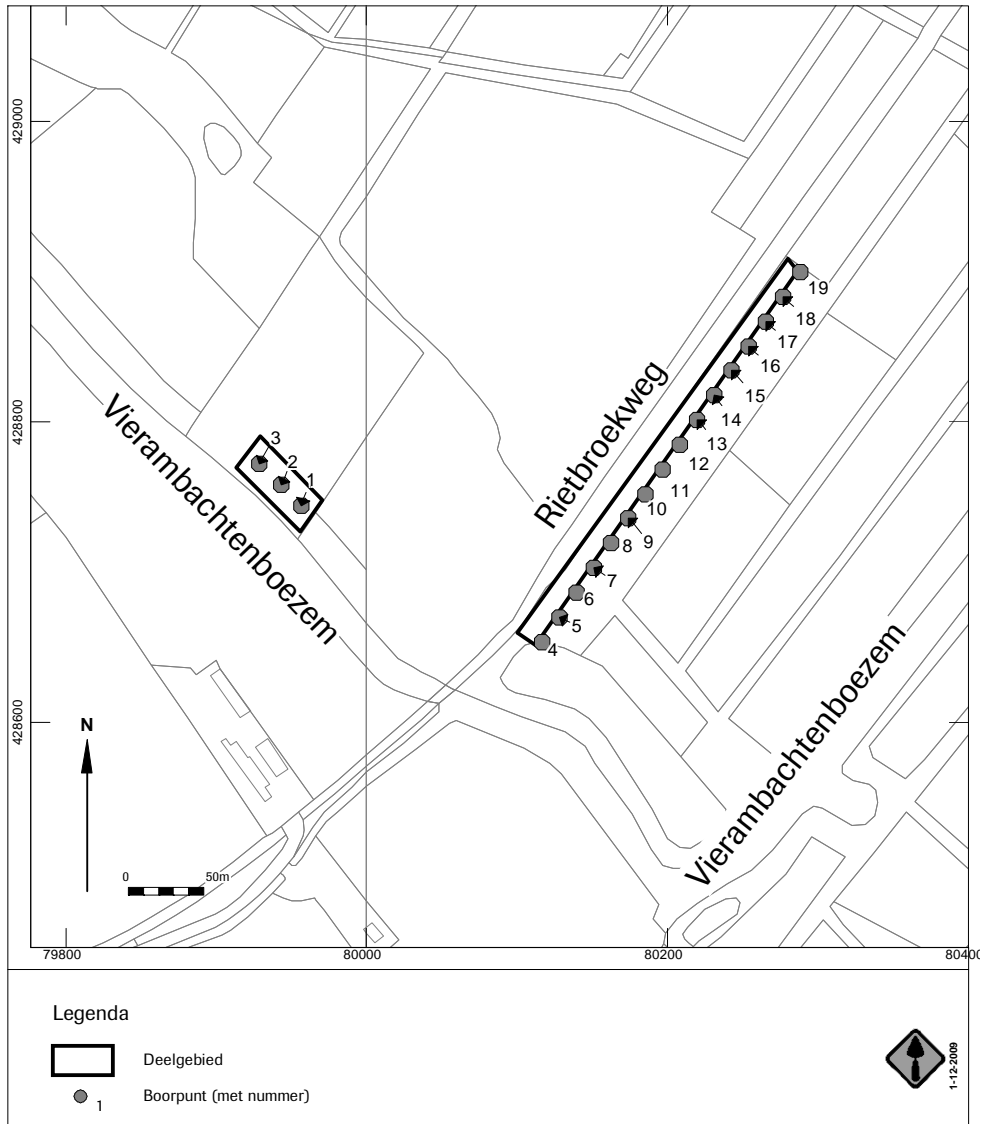 429000
428800
428600
Vierambachtenboezem
Rietbroekweg
Vierambachtenboezem
3
2
1
19
18
17
16
15
14
13
12
11
10
9
8
7
6
5
4
N
0 50m
79800 80000 80200 80400
Legenda
Deelgebied
1 Boorpunt (met nummer)
1-12-2009